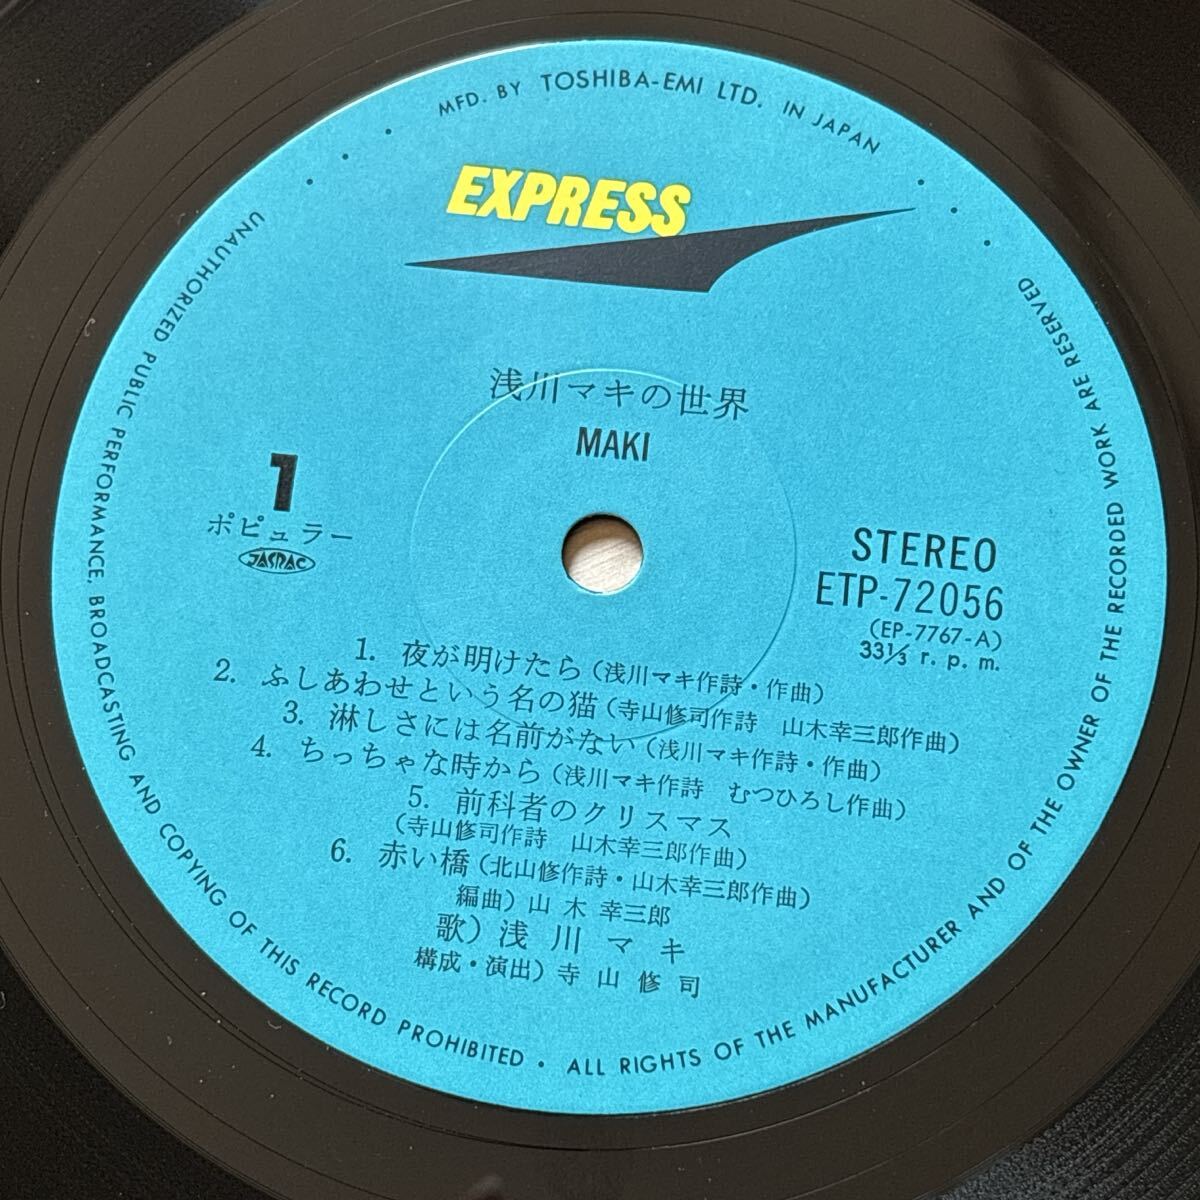 MFD. BY TOSHIBA-EMI LTD. IN JAPAN
EXPRESS
浅川マキの世界
MAKI
1
ポピュラー
JASRAC
STEREO
ETP-72056
(EP-7767-A)
33⅓ r. p. m.
1. 夜が明けたら (浅川マキ作詩・作曲)
2. ふしあわせという名の猫 (寺山修司作詩 山木幸三郎作曲)
3. 淋しさには名前がない (浅川マキ作詩・作曲)
4. ちっちゃな時から (浅川マキ作詩 むつひろし作曲)
5. 前科者のクリスマス
(寺山修司作詩 山木幸三郎作曲)
6. 赤い橋 (北山修作詩・山木幸三郎作曲)
編曲) 山木幸三郎
歌) 浅川マキ
構成・演出) 寺山修司
UNAUTHORIZED PUBLIC PERFORMANCE, BROADCASTING AND COPYING OF THIS RECORD PROHIBITED • ALL RIGHTS OF THE MANUFACTURER AND OF THE OWNER OF THE RECORDED WORK ARE RESERVED